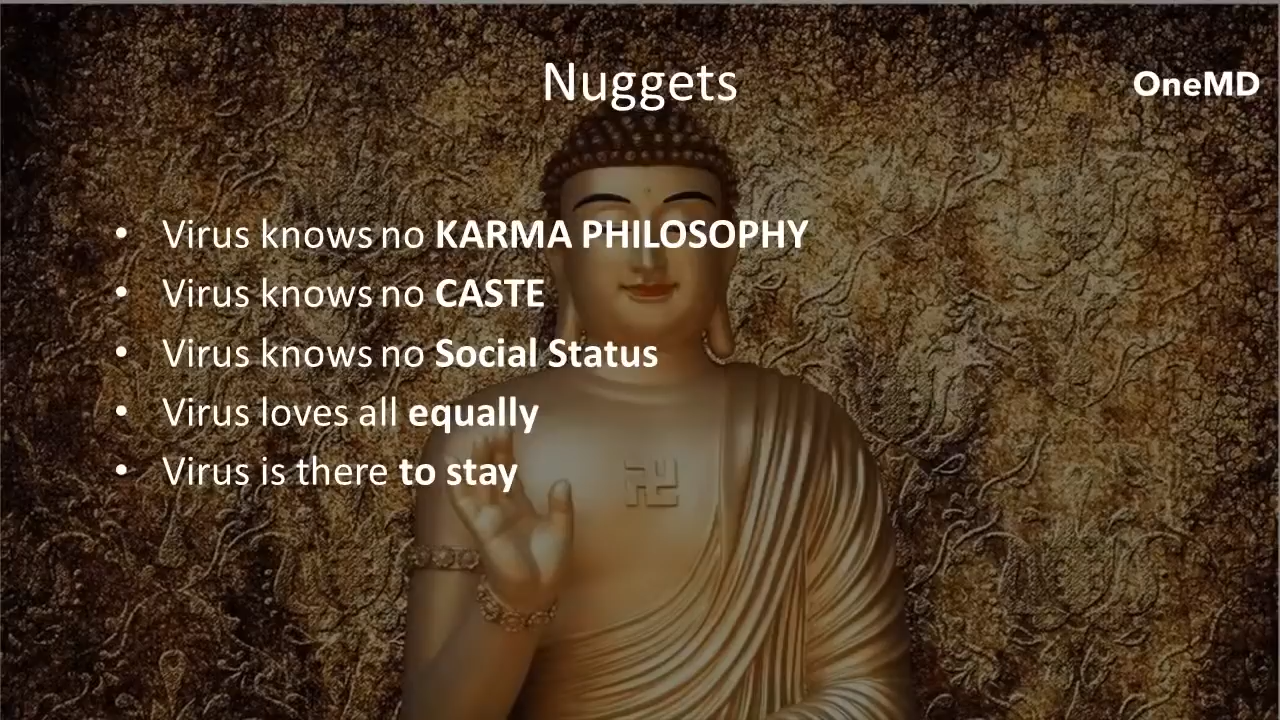 Nuggets
OneMD
• Virus knows no KARMA PHILOSOPHY
• Virus knows no CASTE
• Virus knows no Social Status
• Virus loves all equally
• Virus is there to stay
卍